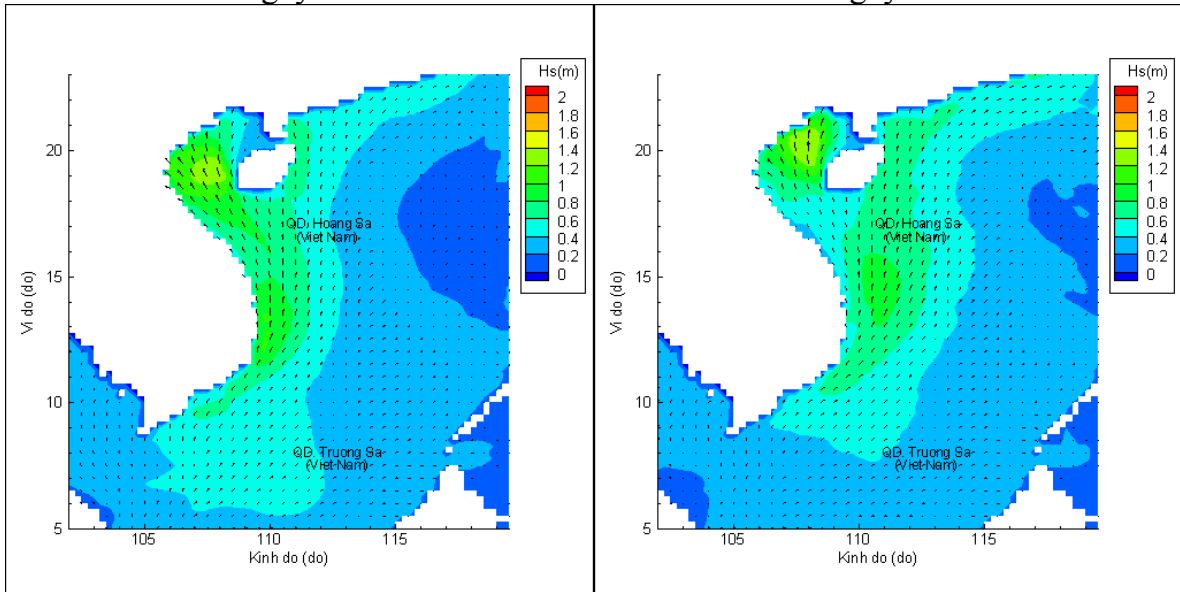 Hs(m)
2
1.8
1.6
1.4
1.2
1
0.8
0.6
0.4
0.2
0
20
15
10
5
Vi do (do)
QD. Hoang Sa
(Viet Nam)
QD. Truong Sa
(Viet-Nam)
105
110
115
Kinh do (do)
Hs(m)
2
1.8
1.6
1.4
1.2
1
0.8
0.6
0.4
0.2
0
20
15
10
5
Vi do (do)
QD. Hoang Sa
(Viet Nam)
QD. Truong Sa
(Viet-Nam)
105
110
115
Kinh do (do)